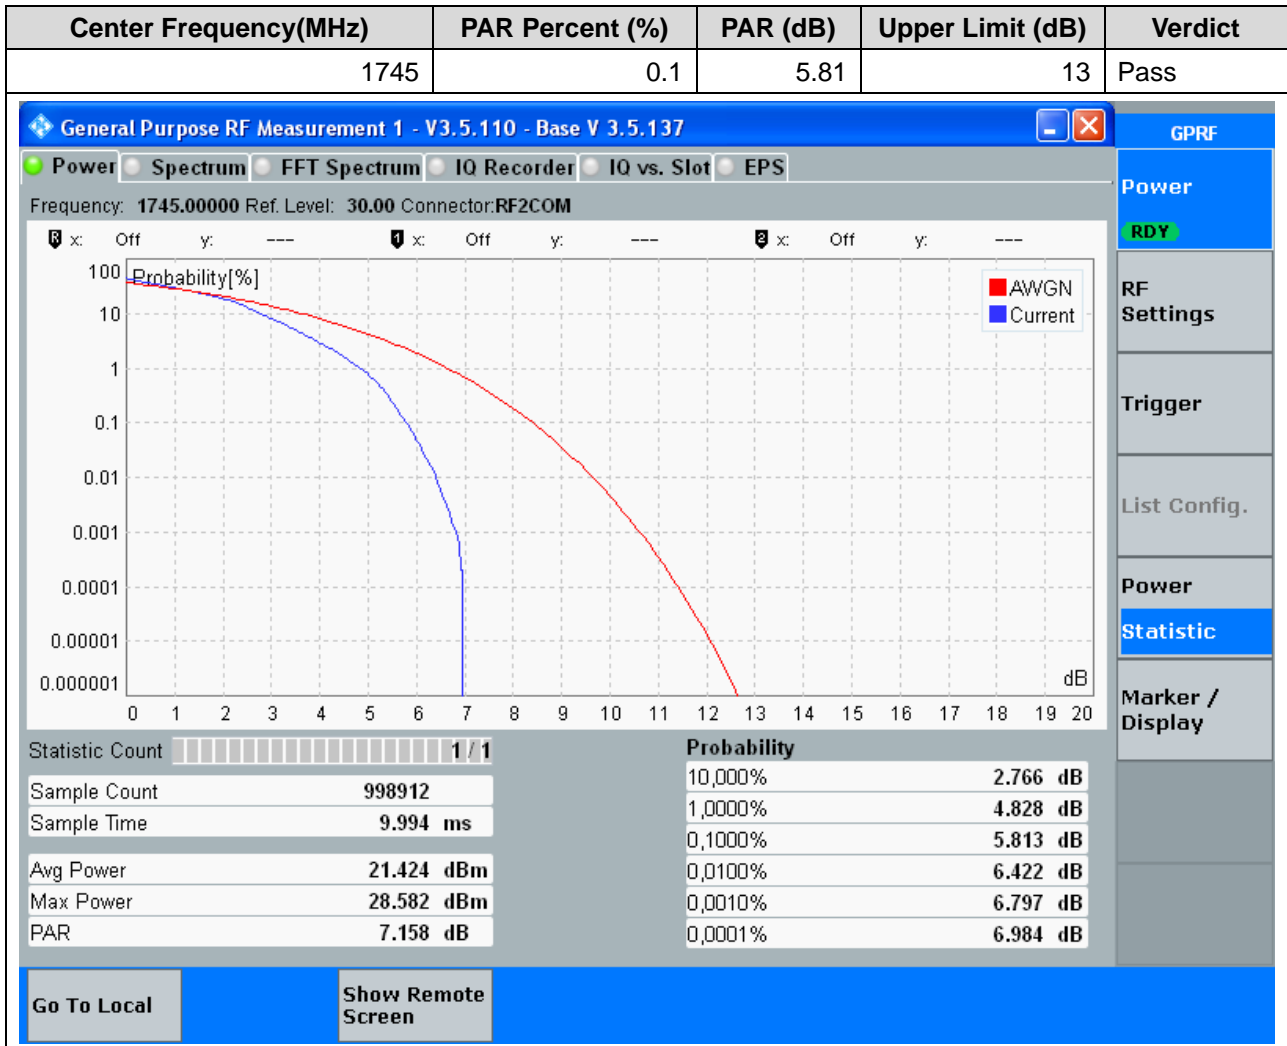 Center Frequency(MHz) PAR Percent (%) PAR (dB) Upper Limit (dB) Verdict
1745 0.1 5.81 13 Pass
General Purpose RF Measurement 1 - V3.5.110 - Base V 3.5.137
GPRF
Power Spectrum FFT Spectrum IQ Recorder IQ vs. Slot EPS
Power
RDY
Frequency: 1745.00000 Ref. Level: 30.00 Connector:RF2COM
R x: Off y: --- 1 x: Off y: --- 2 x: Off y: ---
Probability[%]
AWGN
Current
100
10
1
0.1
0.01
0.001
0.0001
0.00001
0.000001
dB
0 1 2 3 4 5 6 7 8 9 10 11 12 13 14 15 16 17 18 19 20
RF
Settings
Trigger
List Config.
Power
Statistic
Marker /
Display
Statistic Count 1 / 1
Sample Count 998912
Sample Time 9.994 ms
Avg Power 21.424 dBm
Max Power 28.582 dBm
PAR 7.158 dB
Probability
10,000% 2.766 dB
1,0000% 4.828 dB
0,1000% 5.813 dB
0,0100% 6.422 dB
0,0010% 6.797 dB
0,0001% 6.984 dB
Go To Local
Show Remote
Screen